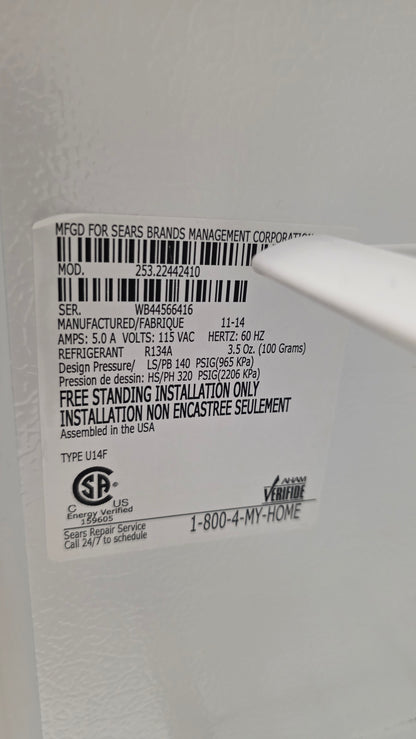 MFGD FOR SEARS BRANDS MANAGEMENT CORPORATION
MOD. 253.22442410
SER. WB44566416
MANUFACTURED/FABRIQUE 11-14
AMPS: 5.0 A VOLTS: 115 VAC HERTZ: 60 HZ
REFRIGERANT R134A 3.5 Oz. (100 Grams)
Design Pressure/ LS/PB 140 PSIG(965 KPa)
Pression de dessin: HS/PH 320 PSIG(2206 KPa)
FREE STANDING INSTALLATION ONLY
INSTALLATION NON ENCASTREE SEULEMENT
Assembled in the USA
TYPE U14F
SA
C US
Energy Verified
159605
AHAM
VERIFIDE
Sears Repair Service
Call 24/7 to schedule
1-800-4-MY-HOME